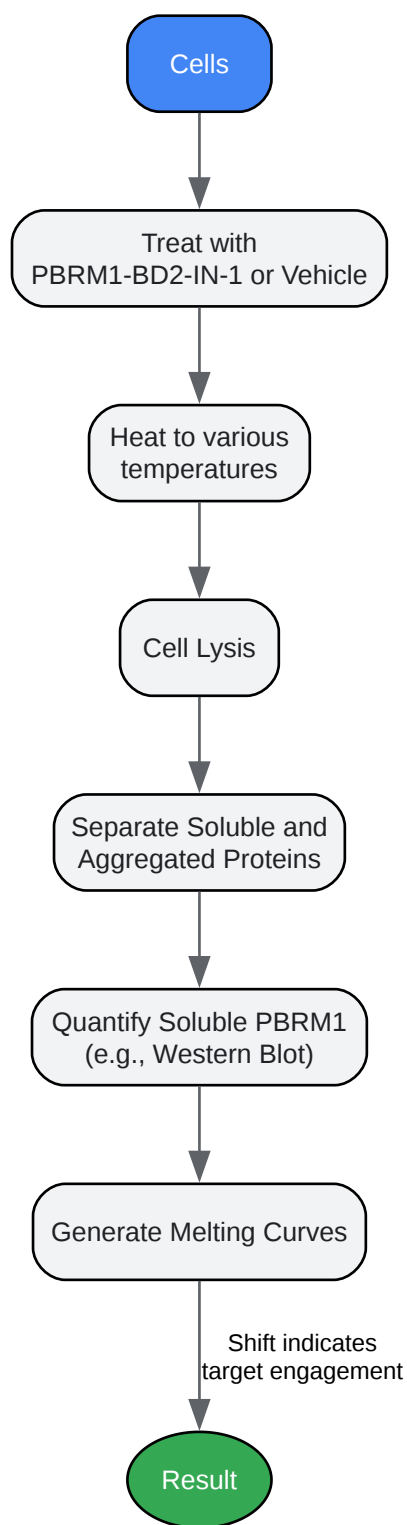 Cells
Treat with
PBRM1-BD2-IN-1 or Vehicle
Heat to various
temperatures
Cell Lysis
Separate Soluble and
Aggregated Proteins
Quantify Soluble PBRM1
(e.g., Western Blot)
Generate Melting Curves
Shift indicates
target engagement
Result